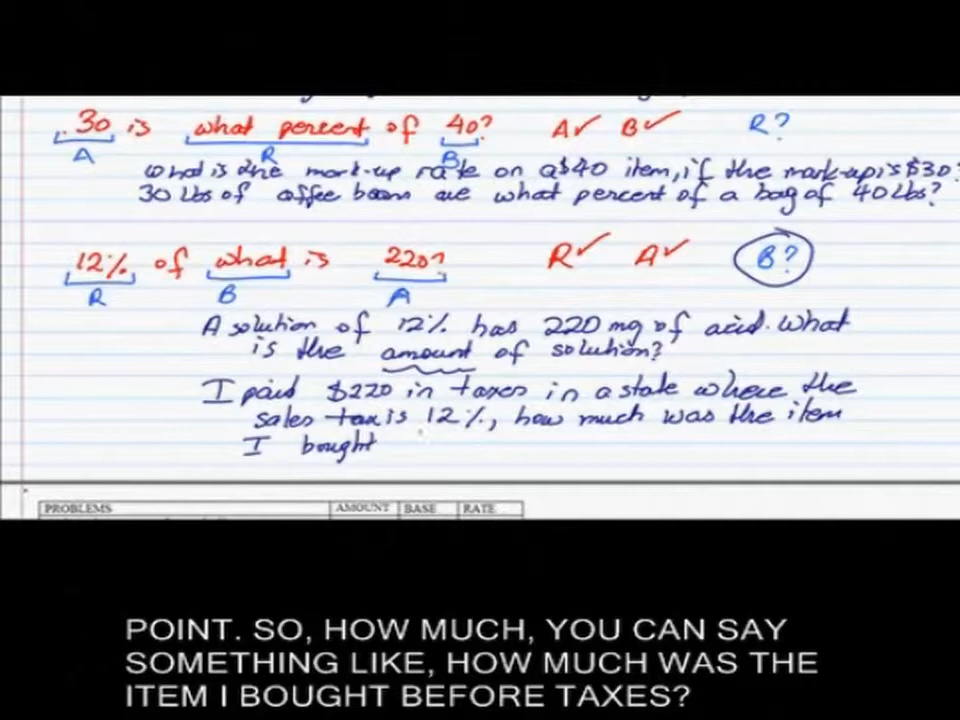 .30 is what percent of 40? A✓ B✓ R?
A R B
What is the mark-up rate on a $40 item, if the mark-up is $30?
30 Lbs of coffee beans are what percent of a bag of 40 Lbs?
12% of what is 220? R✓ A✓ B?
R B A
A solution of 12% has 220 mg of acid. What
is the amount of solution?
I paid $220 in taxes in a state where the
sales tax is 12%, how much was the item
I bought
PROBLEMS AMOUNT BASE RATE
POINT. SO, HOW MUCH, YOU CAN SAY
SOMETHING LIKE, HOW MUCH WAS THE
ITEM I BOUGHT BEFORE TAXES?